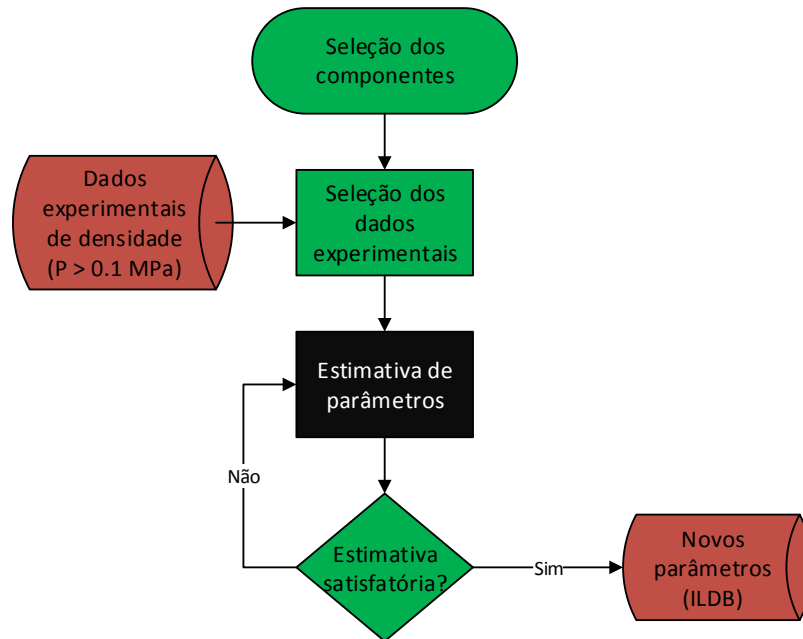 Seleção dos
componentes
Dados
experimentais
de densidade
(P > 0.1 MPa)
Seleção dos
dados
experimentais
Estimativa de
parâmetros
Não
Estimativa
satisfatória?
Sim
Novos
parâmetros
(ILDB)